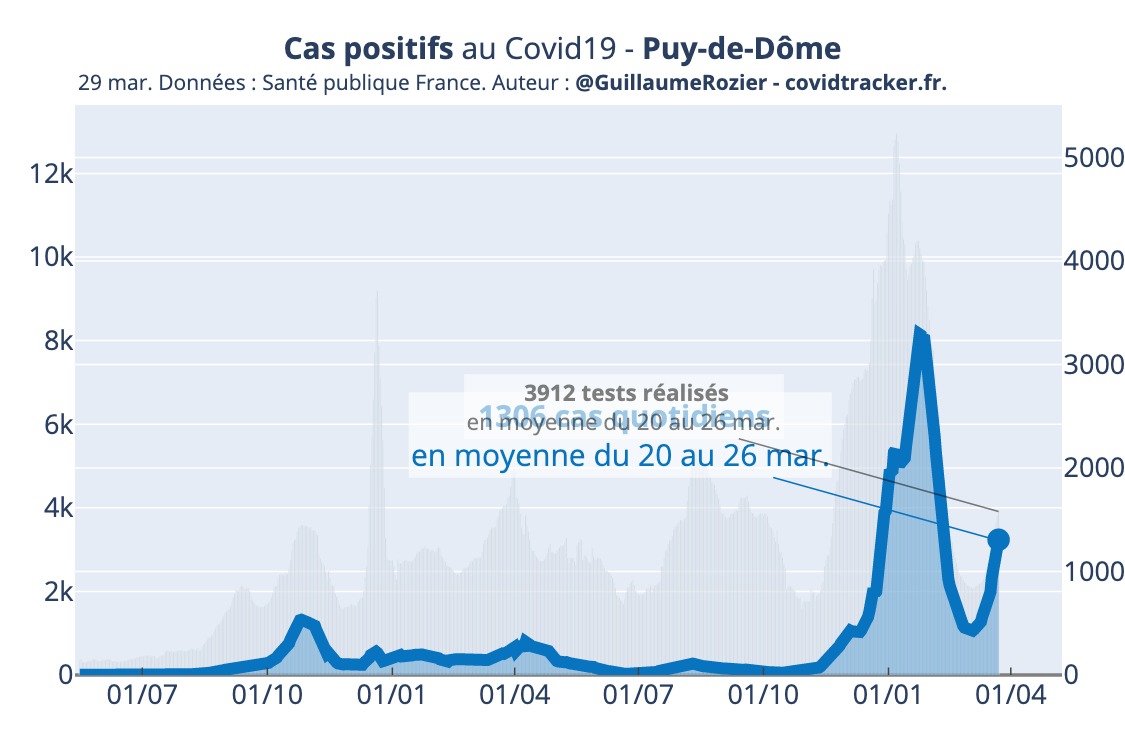 Cas positifs au Covid19 - Puy-de-Dôme
29 mar. Données : Santé publique France. Auteur : @GuillaumeRozier - covidtracker.fr.
12k
10k
8k
6k
4k
2k
0
5000
4000
3000
2000
1000
0
3912 tests réalisés
en moyenne du 20 au 26 mar.
1306 cas quotidiens
en moyenne du 20 au 26 mar.
01/07
01/10
01/01
01/04
01/07
01/10
01/01
01/04